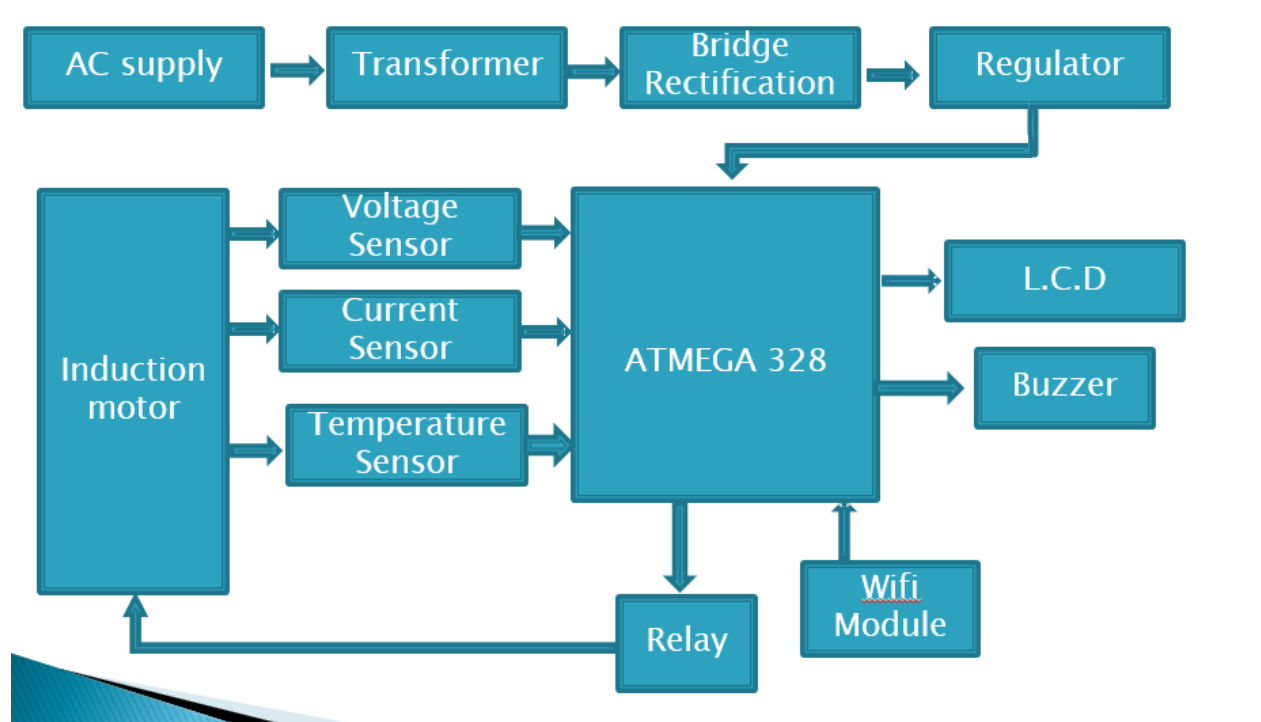 AC supply
Transformer
Bridge
Rectification
Regulator
Voltage
Sensor
Current
Sensor
Temperature
Sensor
Induction
motor
ATMEGA 328
L.C.D
Buzzer
Wifi
Module
Relay